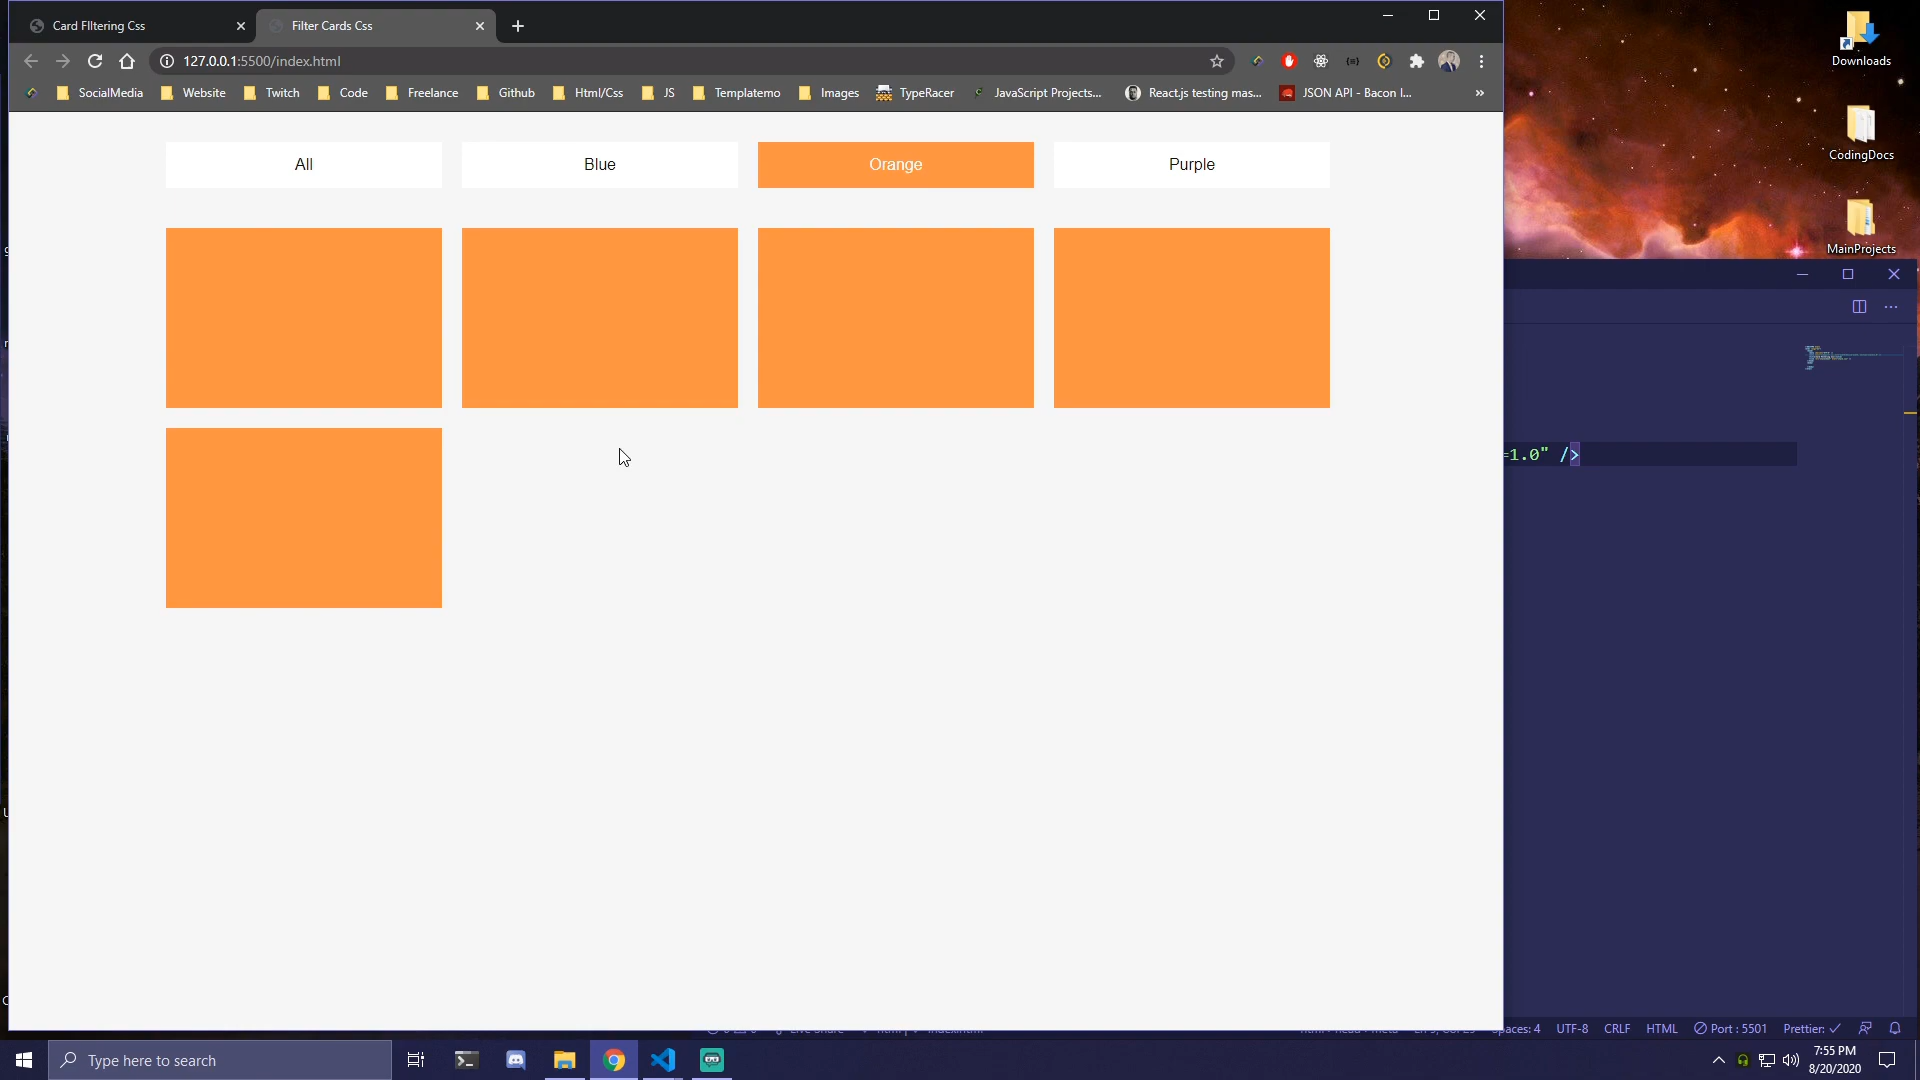 Card FIltering Css
Filter Cards Css
127.0.0.1:5500/index.html
SocialMedia
Website
Twitch
Code
Freelance
Github
Html/Css
JS
Templatemo
Images
TypeRacer
JavaScript Projects...
React.js testing mas...
JSON API - Bacon I...
»
All
Blue
Orange
Purple
Downloads
CodingDocs
MainProjects
=1.0" />
Spaces: 4
UTF-8
CRLF
HTML
Port : 5501
Prettier: ✓
Type here to search
7:55 PM
8/20/2020